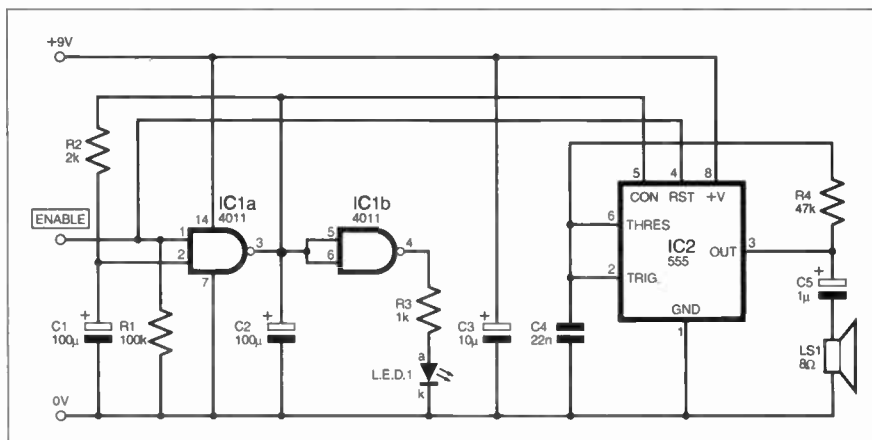 +9V
R2
2k
ENABLE
IC1a
4011
14
1
2
3
7
IC1b
4011
5
6
4
C1
100µ
+
R1
100k
C2
100µ
+
R3
1k
a
L.E.D.1
k
C3
10µ
+
C4
22n
5
4
8
CON
RST
+V
6
THRES
IC2
555
OUT
3
2
TRIG.
GND
1
R4
47k
+
C5
1µ
LS1
8Ω
0V